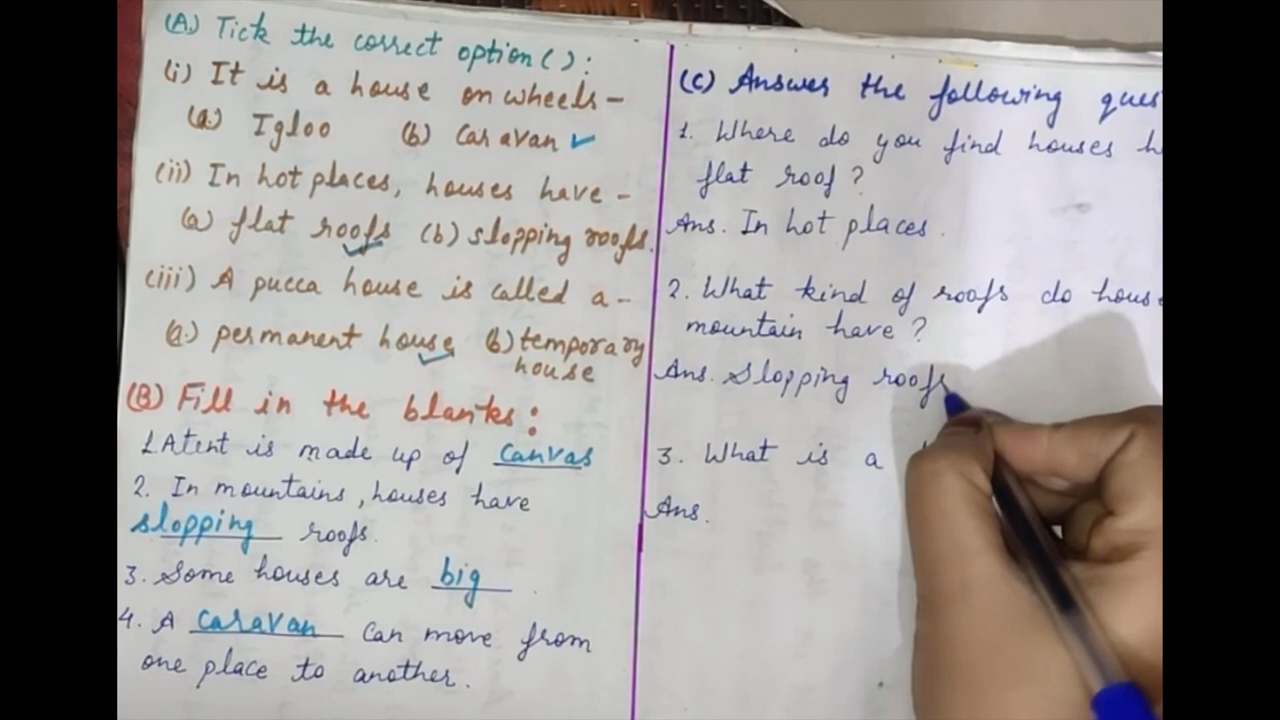 (A) Tick the correct option ( ) :
(i) It is a house on wheels -
(a) Igloo (b) Caravan ✓
(ii) In hot places, houses have -
(a) flat roofs ✓ (b) slopping roofs.
(iii) A pucca house is called a -
(a) permanent house ✓ (b) temporary
house
(B) Fill in the blanks :
1. A tent is made up of canvas
2. In mountains, houses have
slopping roofs.
3. Some houses are big .
4. A caravan can move from
one place to another.
(C) Answer the following ques
1. Where do you find houses h
flat roof ?
Ans. In hot places.
2. What kind of roofs do hous
mountain have ?
Ans. Slopping roofs
3. What is a
Ans.